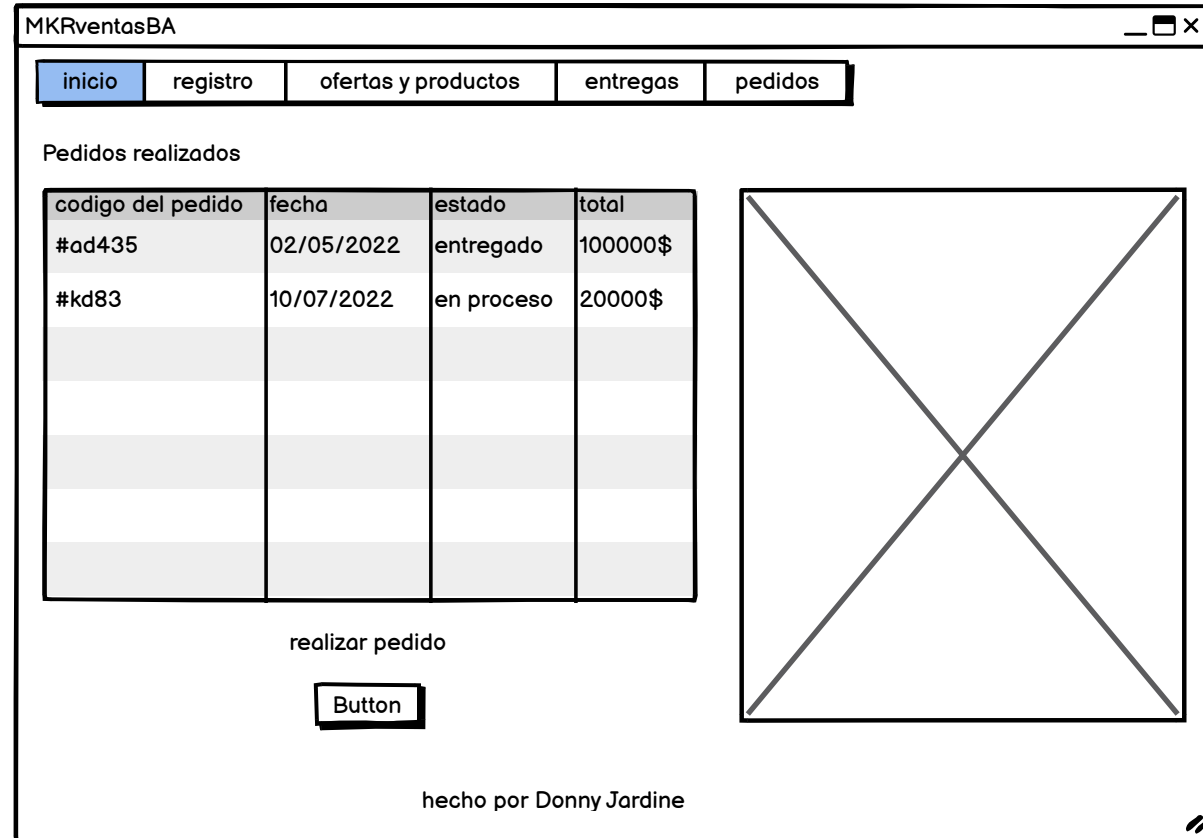 MKRventasBA
inicio registro ofertas y productos entregas pedidos
Pedidos realizados
codigo del pedido fecha estado total
#ad435 02/05/2022 entregado 100000$
#kd83 10/07/2022 en proceso 20000$
realizar pedido
Button
hecho por Donny Jardine